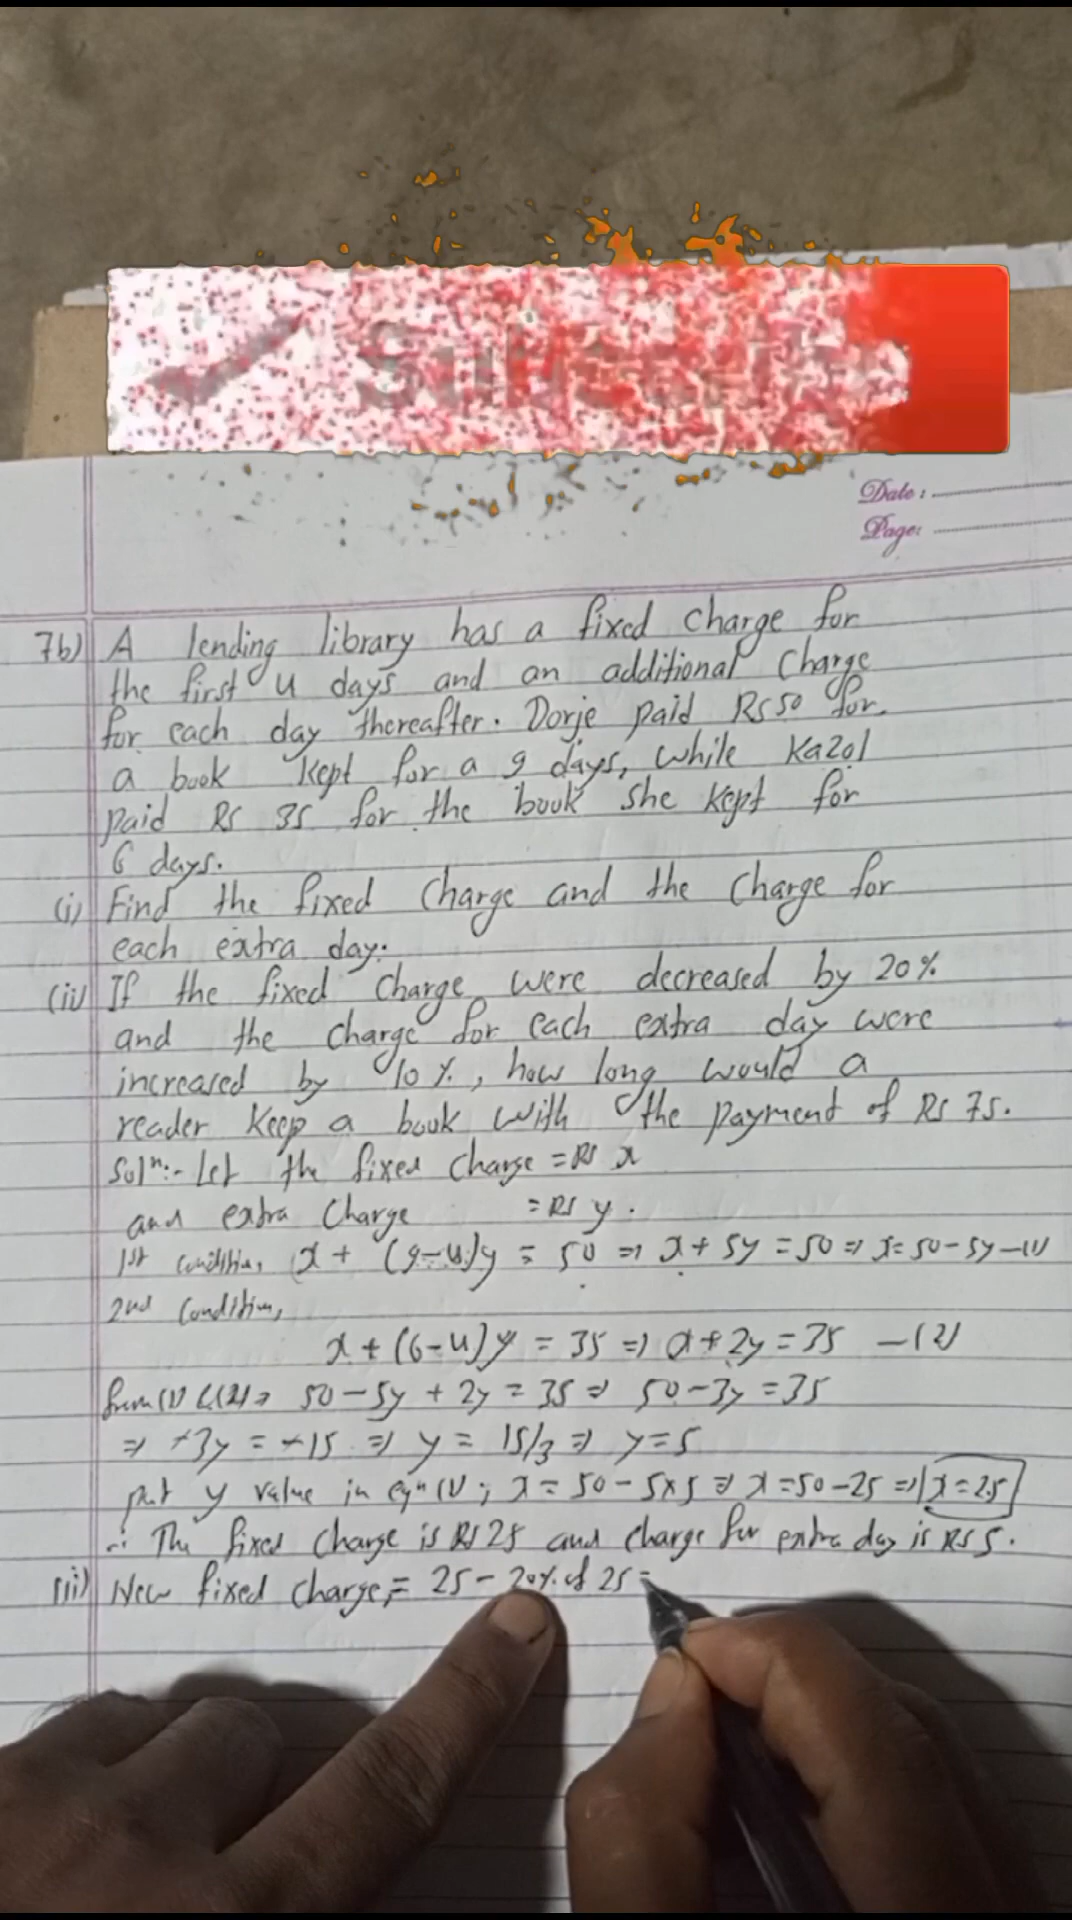 Date:
Page:
7b) A lending library has a fixed charge for
the first 4 days and an additional charge
for each day thereafter. Dorje paid Rs 50 for
a book kept for a 9 days, while Kazol
paid Rs 35 for the book she kept for
6 days.
(i) Find the fixed charge and the charge for
each extra day.
(ii) If the fixed charge were decreased by 20%
and the charge for each extra day were
increased by 10%, how long would a
reader keep a book with the payment of Rs 75.
Solⁿ:- Let the fixed charge = Rs x
and extra charge = Rs y.
1st condition, x + (9-4)y = 50 => x + 5y = 50 => x = 50 - 5y - (1)
2nd condition,
x + (6-4)y = 35 => x + 2y = 35 - (2)
from (1) & (2) => 50 - 5y + 2y = 35 => 50 - 3y = 35
=> -3y = -15 => y = 15/3 => y = 5
put y value in eqⁿ (1); x = 50 - 5×5 => x = 50 - 25 => x = 25
∴ The fixed charge is Rs 25 and charge for extra day is Rs 5.
(ii) New fixed charge, = 25 - 20% of 25 =